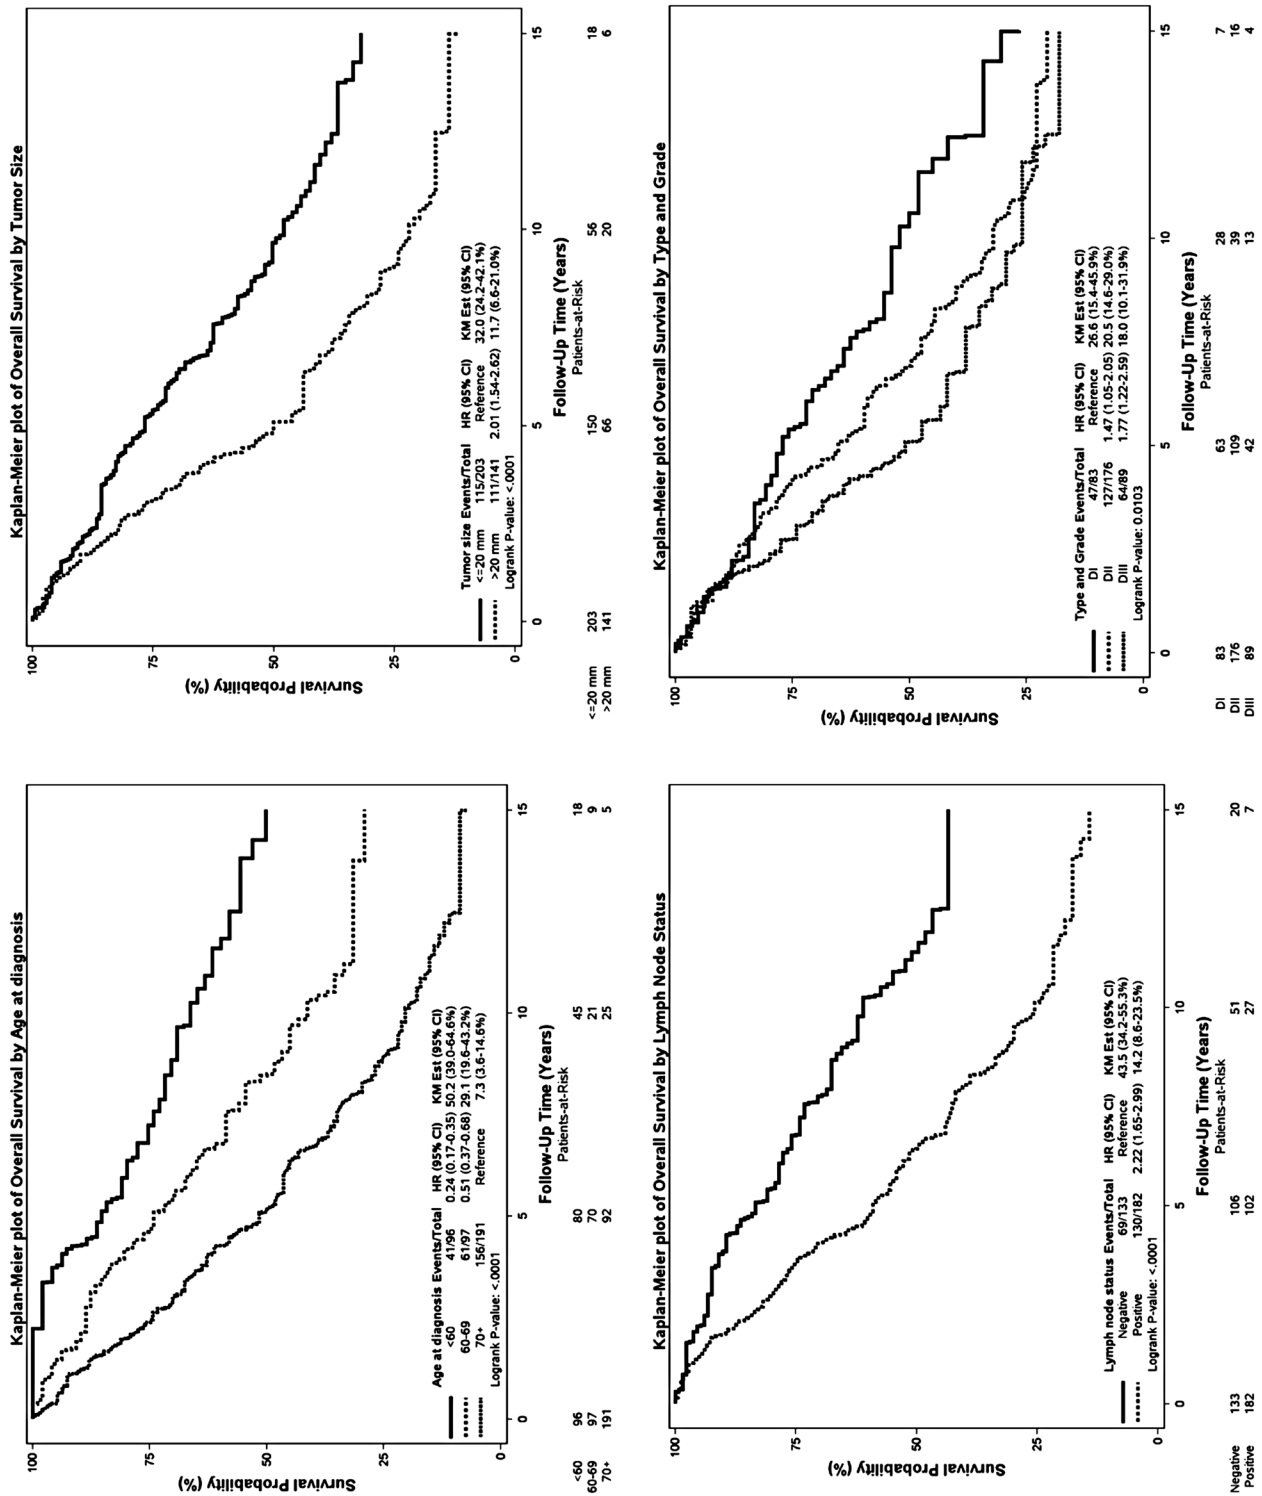 Kaplan-Meier plot of Overall Survival by Age at diagnosis
Survival Probability (%)
100
75
50
25
0
Age at diagnosis Events/Total HR (95% CI) KM Est (95% CI)
<60 41/96 0.24 (0.17-0.35) 50.2 (39.0-64.6%)
60-69 61/97 0.51 (0.37-0.68) 29.1 (19.6-43.2%)
70+ 156/191 Reference 7.3 (3.6-14.6%)
Logrank P-value: <.0001
0 5 10 15
Follow-Up Time (Years)
Patients-at-Risk
<60 96 80 45 18
60-69 97 70 21 9
70+ 191 92 25 5
Kaplan-Meier plot of Overall Survival by Tumor Size
Survival Probability (%)
100
75
50
25
0
Tumor size Events/Total HR (95% CI) KM Est (95% CI)
<=20 mm 115/203 Reference 32.0 (24.2-42.1%)
>20 mm 111/141 2.01 (1.54-2.62) 11.7 (6.6-21.0%)
Logrank P-value: <.0001
0 5 10 15
Follow-Up Time (Years)
Patients-at-Risk
<=20 mm 203 150 56 18
>20 mm 141 66 20 6
Kaplan-Meier plot of Overall Survival by Lymph Node Status
Survival Probability (%)
100
75
50
25
0
Lymph node status Events/Total HR (95% CI) KM Est (95% CI)
Negative 69/133 Reference 43.5 (34.2-55.3%)
Positive 130/182 2.22 (1.65-2.99) 14.2 (8.6-23.5%)
Logrank P-value: <.0001
0 5 10 15
Follow-Up Time (Years)
Patients-at-Risk
Negative 133 106 51 20
Positive 182 102 27 7
Kaplan-Meier plot of Overall Survival by Type and Grade
Survival Probability (%)
100
75
50
25
0
Type and Grade Events/Total HR (95% CI) KM Est (95% CI)
DI 47/83 Reference 26.6 (15.4-45.9%)
DII 127/176 1.47 (1.05-2.05) 20.5 (14.6-29.0%)
DIII 64/89 1.77 (1.22-2.59) 18.0 (10.1-31.9%)
Logrank P-value: 0.0103
0 5 10 15
Follow-Up Time (Years)
Patients-at-Risk
DI 83 63 28 7
DII 176 109 39 16
DIII 89 42 13 4